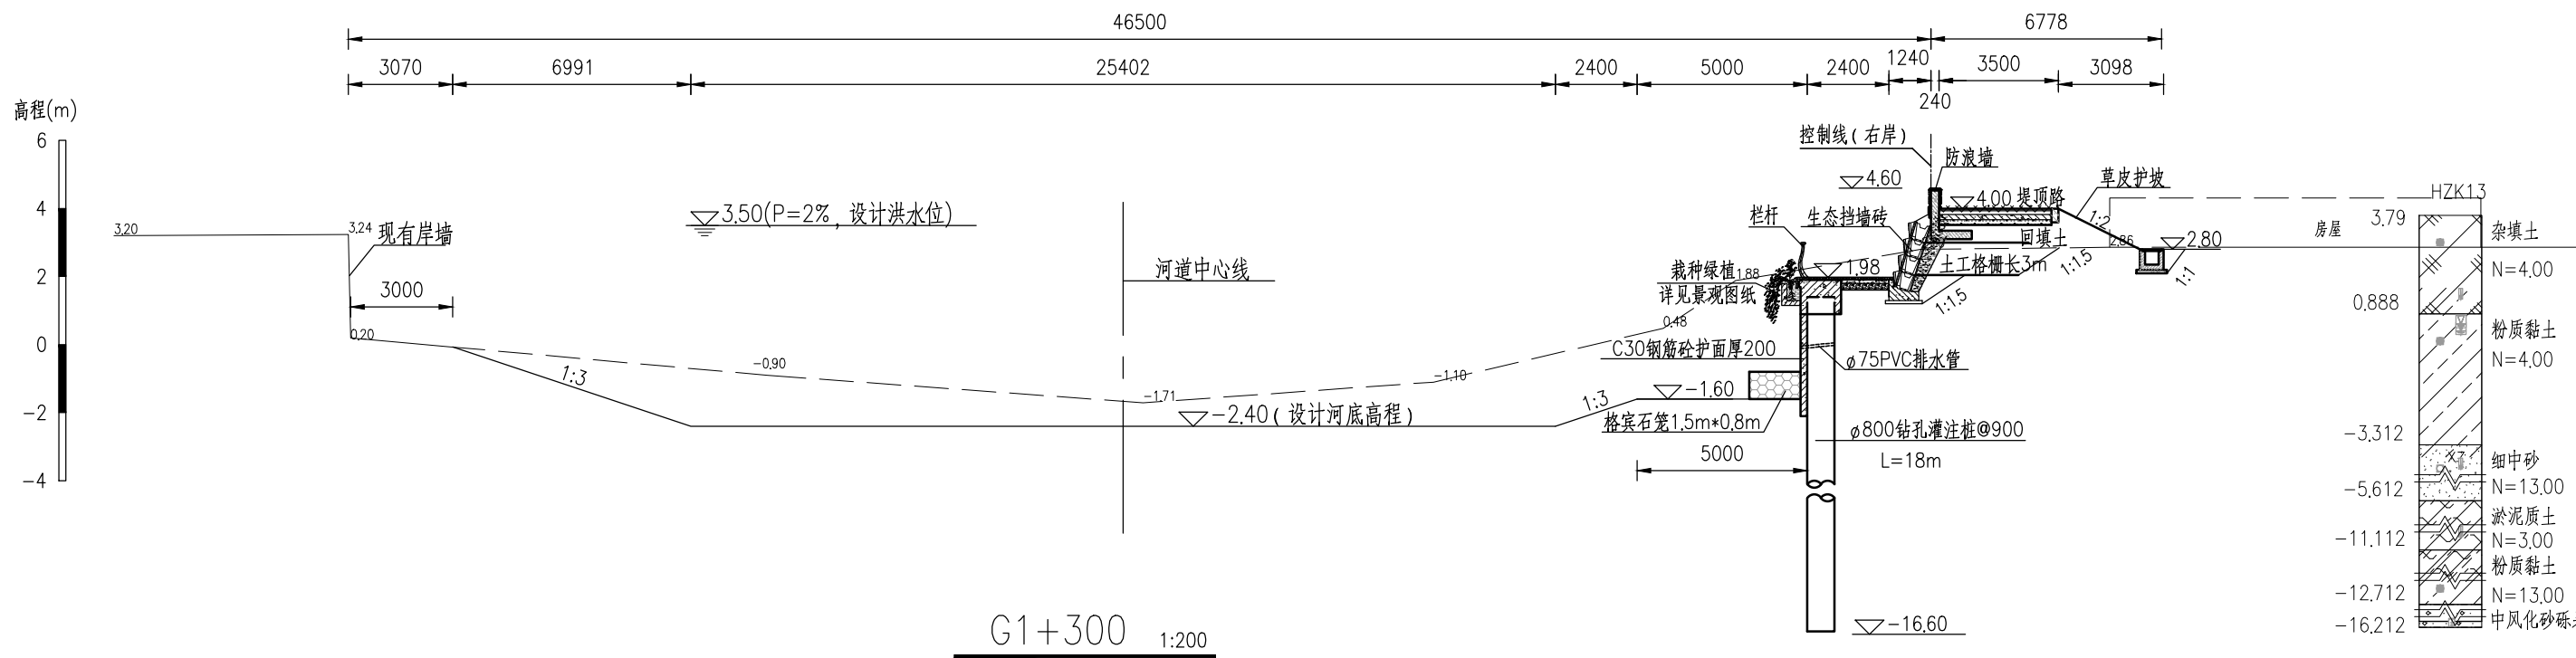 46500
6778
3070
6991
25402
2400
5000
2400
1240
3500
3098
240
高程(m)
6
4
2
0
-2
-4
控制线(右岸)
防浪墙
4.60
4.00 堤顶路
草皮护坡
HZK13
3.20
3.24 现有岸墙
3.50(P=2%, 设计洪水位)
栏杆
生态挡墙砖
1:2
房屋
3.79
杂填土
回填土
2.86
2.80
河道中心线
栽种绿植
1.88
1.98
土工格栅长3m
1:1.5
1:1
N=4.00
详见景观图纸
1:1.5
3000
0.888
0.20
0.48
粉质黏土
C30钢筋砼护面厚200
φ75PVC排水管
N=4.00
1:3
-0.90
-1.10
-1.71
-1.60
1:3
-2.40(设计河底高程)
格宾石笼1.5m*0.8m
φ800钻孔灌注桩@900
L=18m
5000
-3.312
细中砂
-5.612
N=13.00
淤泥质土
-11.112
N=3.00
粉质黏土
-12.712
N=13.00
-16.212
中风化砂砾
-16.60
G1+300
1:200